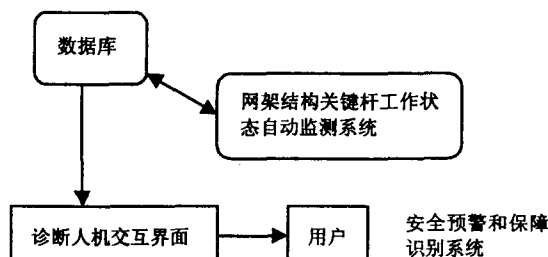 数据库
网架结构关键杆工作状
态自动监测系统
诊断人机交互界面
用户
安全预警和保障
识别系统